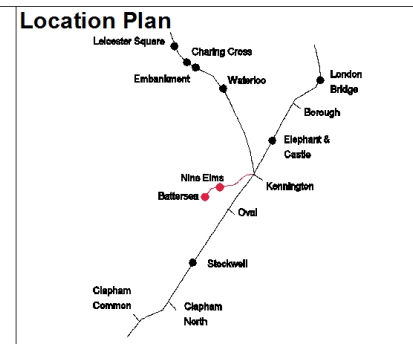 Location Plan
Leicester Square
Charing Cross
Embankment
Waterloo
London
Bridge
Borough
Elephant &
Castle
Nine Elms
Kennington
Battersea
Oval
Stockwell
Clapham
Common
Clapham
North